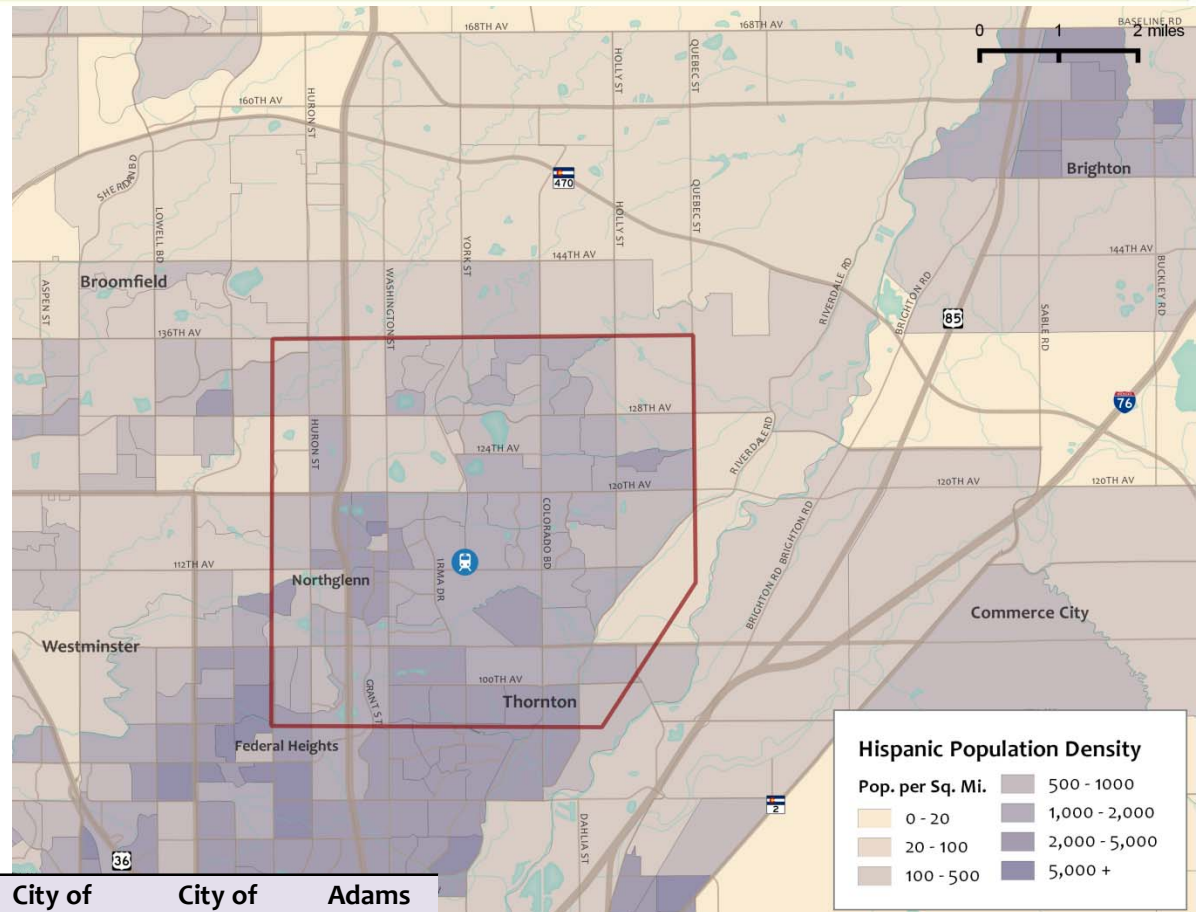 168TH AV
168TH AV
BASELINE RD
0 1 2 miles
HURON ST
HOLLY ST
QUEBEC ST
160TH AV
Brighton
SHERIDAN BD
470
LOWELL BD
YORK ST
HOLLY ST
QUEBEC ST
144TH AV
144TH AV
Broomfield
ASPEN ST
WASHINGTON ST
RIVERDALE RD
BRIGHTON RD
BUCKLEY RD
85
SABLE RD
136TH AV
76
128TH AV
HURON ST
124TH AV
RIVERDALE RD
120TH AV
120TH AV
120TH AV
COLORADO BD
BRIGHTON RD
BRIGHTON RD
112TH AV
Northglenn
IRMA DR
Commerce City
Westminster
GRANT ST
100TH AV
Thornton
Federal Heights
DAHLIA ST
2
36
Hispanic Population Density
Pop. per Sq. Mi.
0 - 20
20 - 100
100 - 500
500 - 1000
1,000 - 2,000
2,000 - 5,000
5,000 +
City of City of Adams